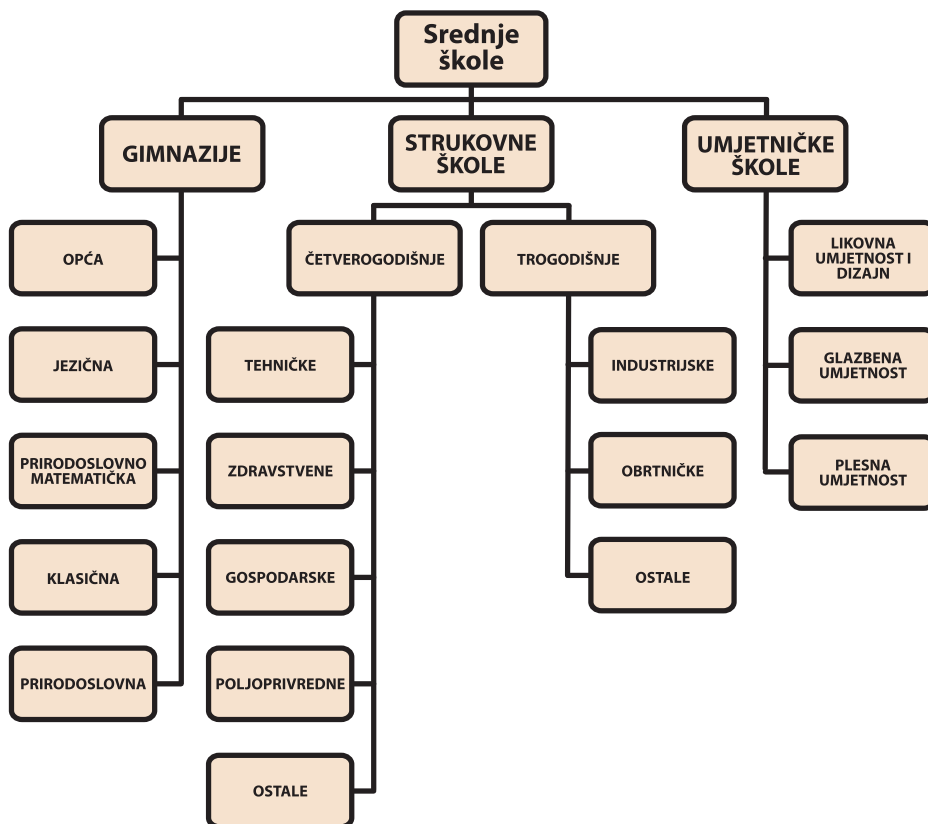 Srednje
škole
GIMNAZIJE
STRUKOVNE
ŠKOLE
UMJETNIČKE
ŠKOLE
OPĆA
JEZIČNA
PRIRODOSLOVNO
MATEMATIČKA
KLASIČNA
PRIRODOSLOVNA
ČETVEROGODIŠNJE
TEHNIČKE
ZDRAVSTVENE
GOSPODARSKE
POLJOPRIVREDNE
OSTALE
TROGODIŠNJE
INDUSTRIJSKE
OBRTNIČKE
OSTALE
LIKOVNA
UMJETNOST I
DIZAJN
GLAZBENA
UMJETNOST
PLESNA
UMJETNOST